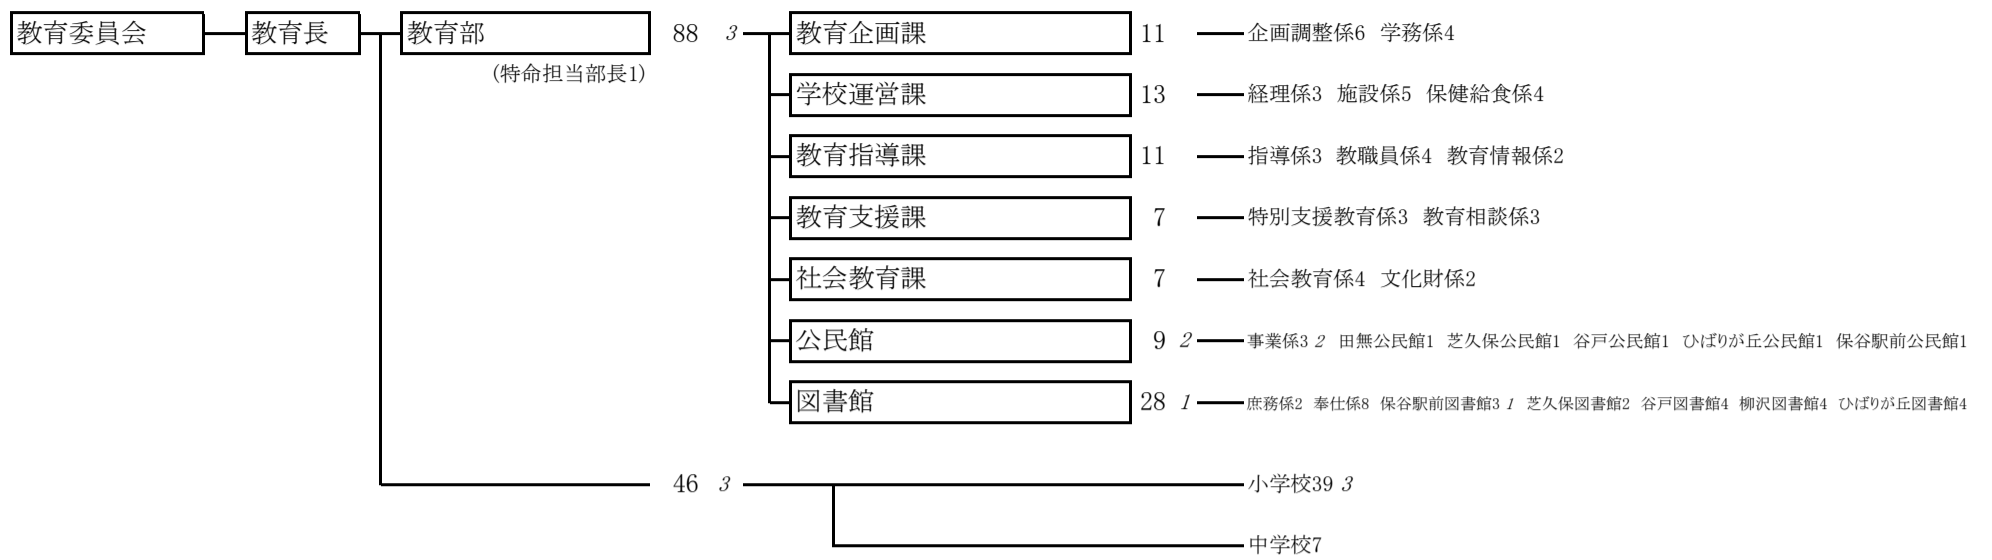 教育委員会 教育長 教育部 88 3 教育企画課 11 企画調整係6 学務係4
(特命担当部長1)
学校運営課 13 経理係3 施設係5 保健給食係4
教育指導課 11 指導係3 教職員係4 教育情報係2
教育支援課 7 特別支援教育係3 教育相談係3
社会教育課 7 社会教育係4 文化財係2
公民館 9 2 事業係3 2 田無公民館1 芝久保公民館1 谷戸公民館1 ひばりが丘公民館1 保谷駅前公民館1
図書館 28 1 庶務係2 奉仕係8 保谷駅前図書館3 1 芝久保図書館2 谷戸図書館4 柳沢図書館4 ひばりが丘図書館4
46 3 小学校39 3
中学校7